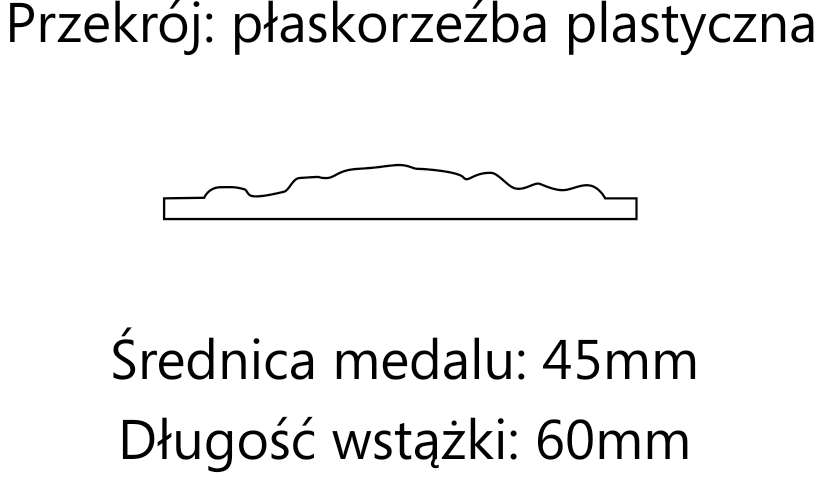 Przekrój: płaskorzeźba plastyczna
Średnica medalu: 45mm
Długość wstążki: 60mm